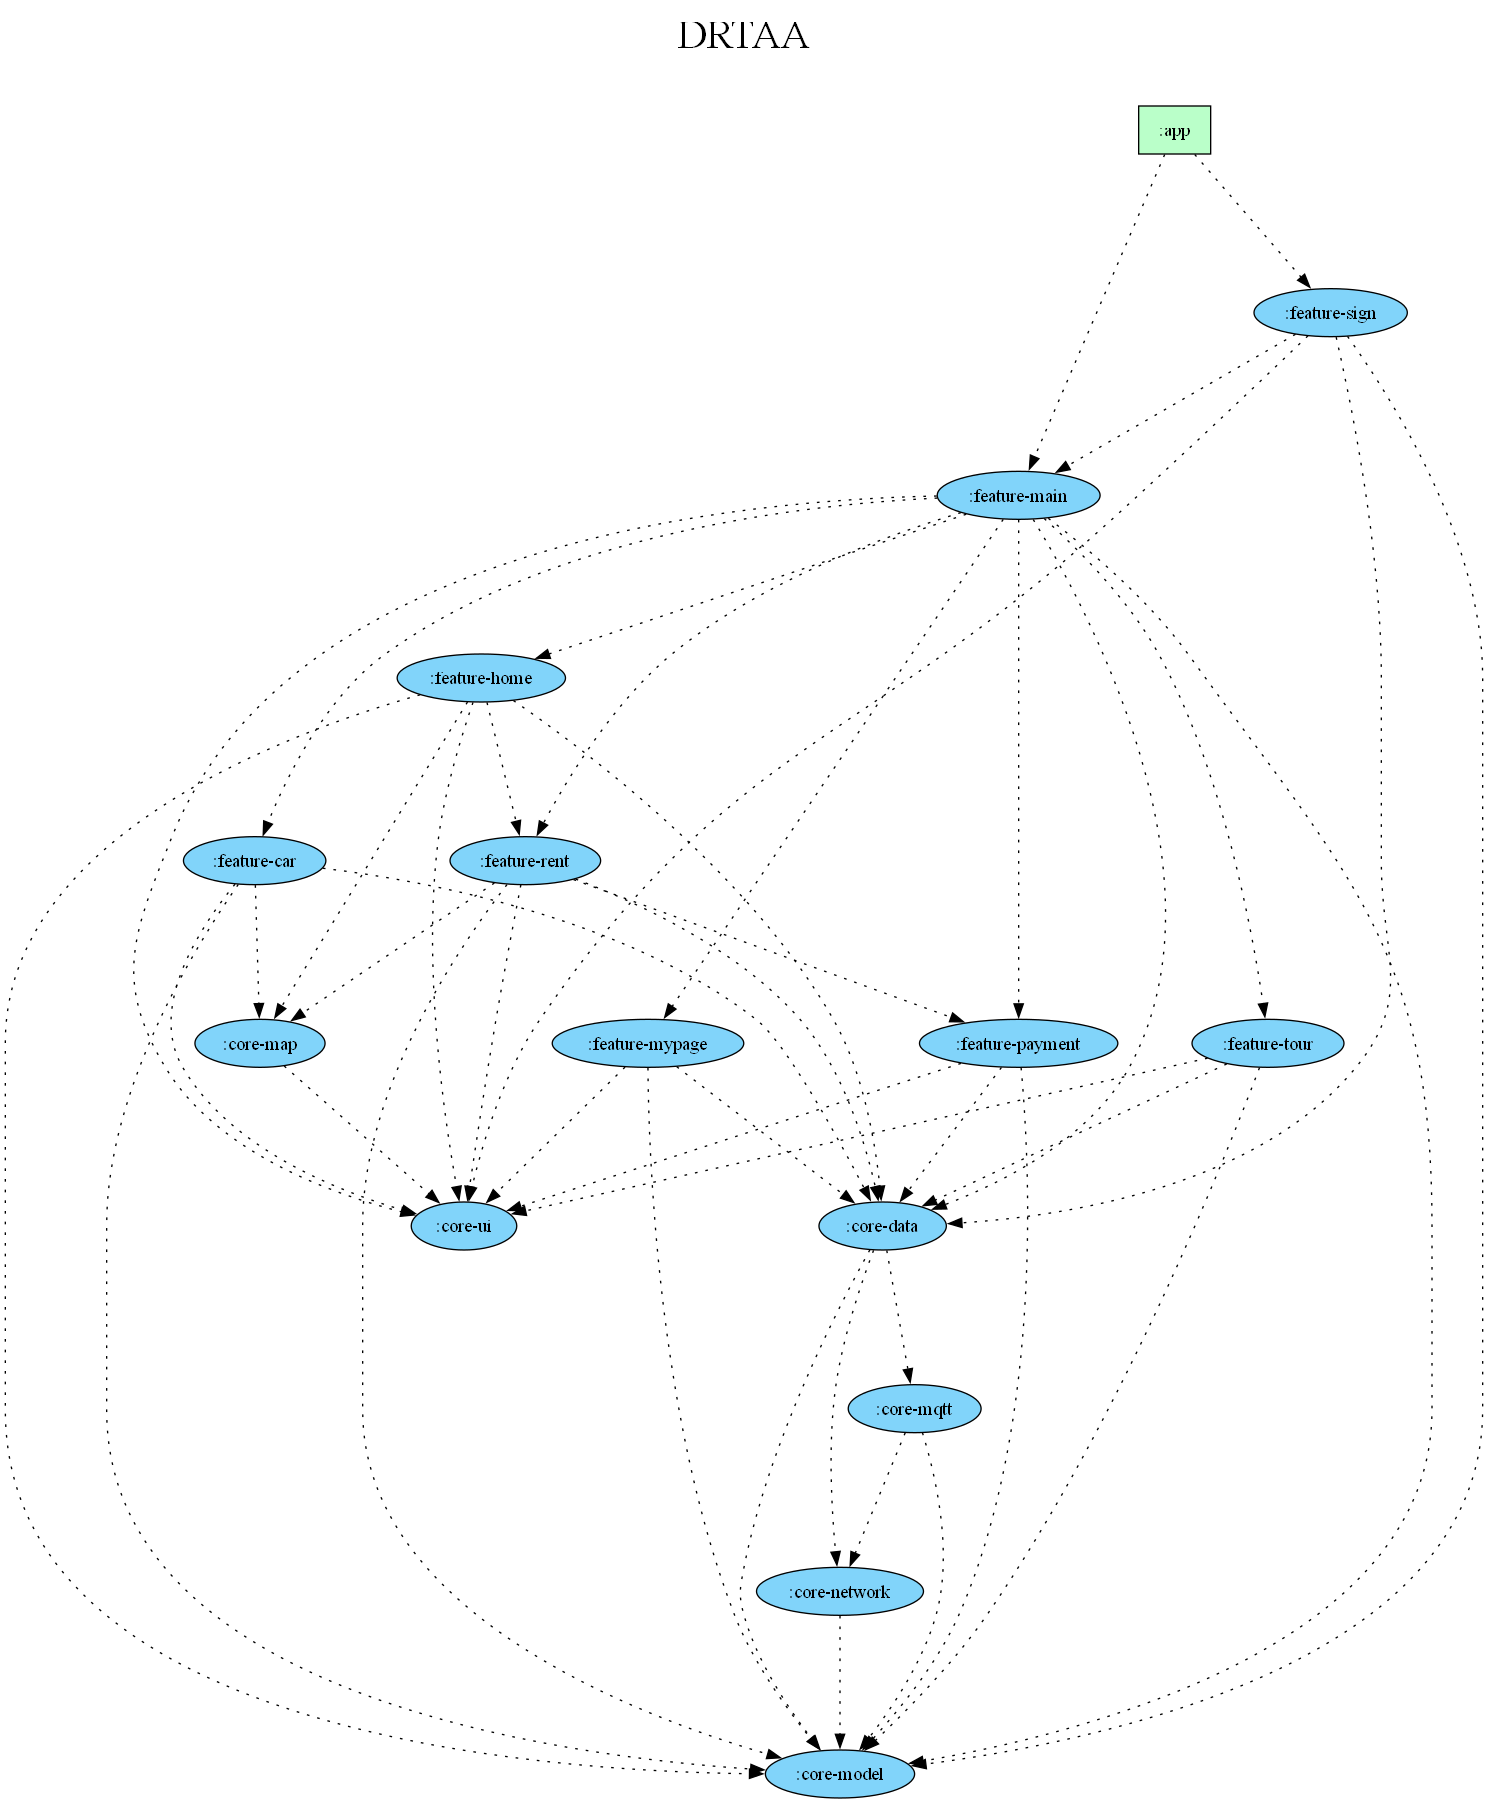 DRTAA
:app
:feature-sign
:feature-main
:feature-home
:feature-car
:feature-rent
:core-map
:feature-mypage
:feature-payment
:feature-tour
:core-ui
:core-data
:core-mqtt
:core-network
:core-model